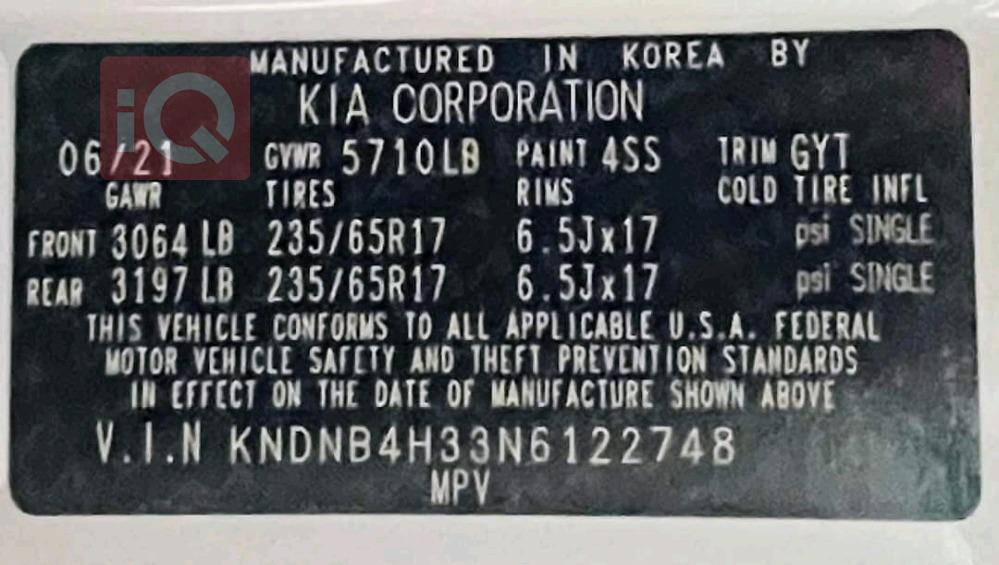 MANUFACTURED IN KOREA BY
KIA CORPORATION
iQ
06/21 GVWR 5710LB PAINT 4SS TRIM GYT
GAWR TIRES RIMS COLD TIRE INFL
FRONT 3064 LB 235/65R17 6.5Jx17 psi SINGLE
REAR 3197 LB 235/65R17 6.5Jx17 psi SINGLE
THIS VEHICLE CONFORMS TO ALL APPLICABLE U.S.A. FEDERAL
MOTOR VEHICLE SAFETY AND THEFT PREVENTION STANDARDS
IN EFFECT ON THE DATE OF MANUFACTURE SHOWN ABOVE
V.I.N KNDNB4H33N6122748
MPV